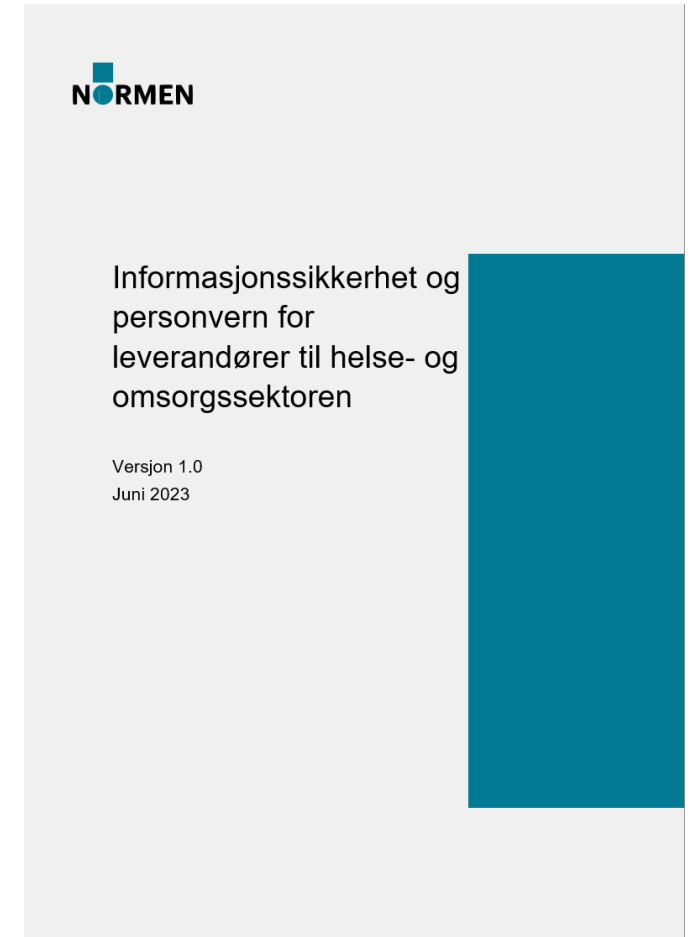 NORMEN
Informasjonssikkerhet og
personvern for
leverandører til helse- og
omsorgssektoren
Versjon 1.0
Juni 2023